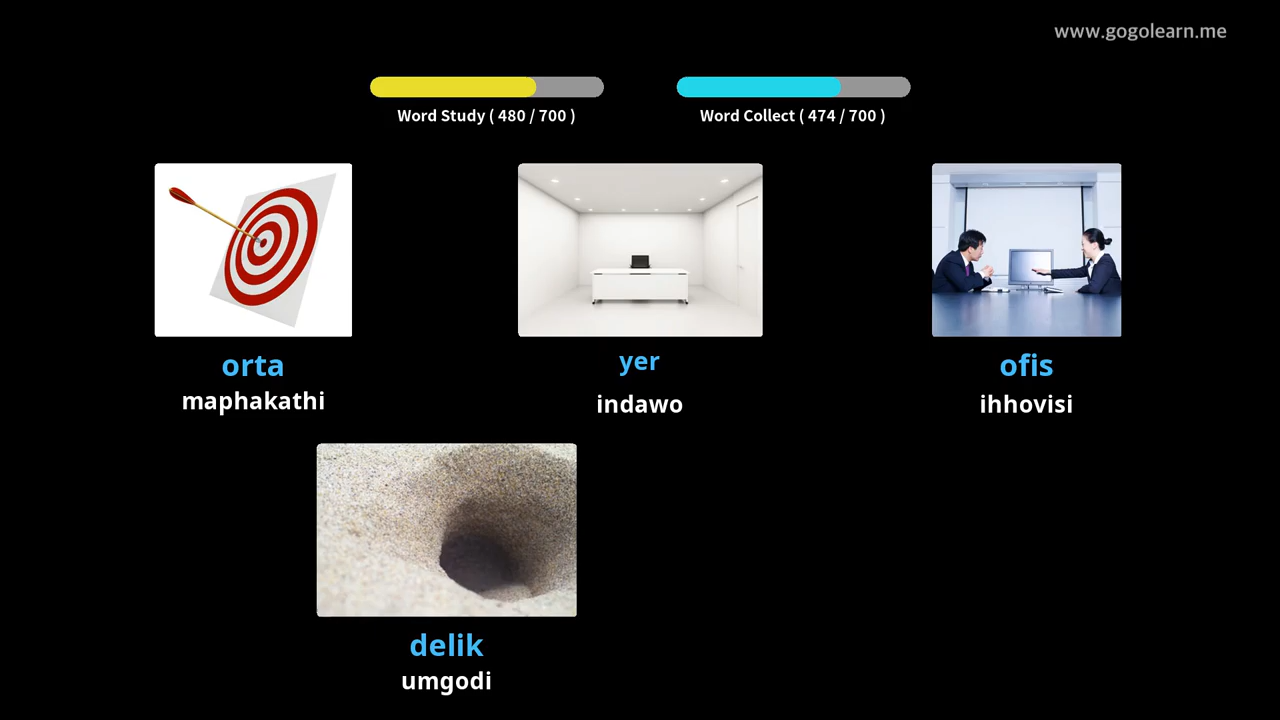 www.gogolearn.me
Word Study ( 480 / 700 )
Word Collect ( 474 / 700 )
orta
maphakathi
yer
indawo
ofis
ihhovisi
delik
umgodi